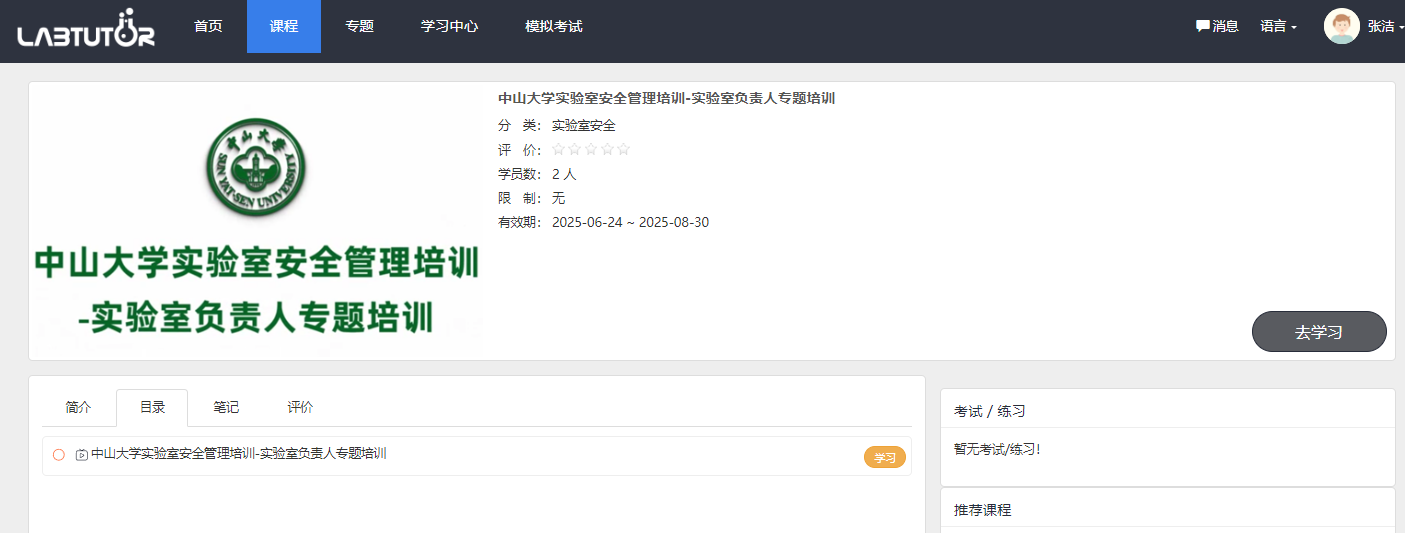 LABTUTOR
首页 课程 专题 学习中心 模拟考试 消息 语言 张洁
中山大學
SUN YAT-SEN UNIVERSITY
中山大学实验室安全管理培训
-实验室负责人专题培训
中山大学实验室安全管理培训-实验室负责人专题培训
分 类: 实验室安全
评 价:
学员数: 2 人
限 制: 无
有效期: 2025-06-24 ~ 2025-08-30
去学习
简介 目录 笔记 评价
中山大学实验室安全管理培训-实验室负责人专题培训 学习
考试 / 练习
暂无考试/练习!
推荐课程